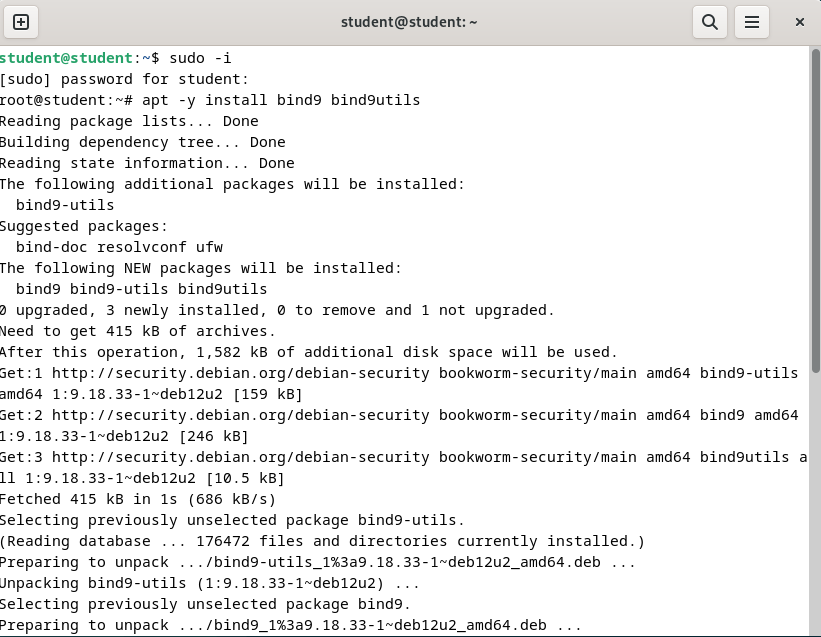 student@student: ~
student@student:~$ sudo -i
[sudo] password for student:
root@student:~# apt -y install bind9 bind9utils
Reading package lists... Done
Building dependency tree... Done
Reading state information... Done
The following additional packages will be installed:
  bind9-utils
Suggested packages:
  bind-doc resolvconf ufw
The following NEW packages will be installed:
  bind9 bind9-utils bind9utils
0 upgraded, 3 newly installed, 0 to remove and 1 not upgraded.
Need to get 415 kB of archives.
After this operation, 1,582 kB of additional disk space will be used.
Get:1 http://security.debian.org/debian-security bookworm-security/main amd64 bind9-utils
amd64 1:9.18.33-1~deb12u2 [159 kB]
Get:2 http://security.debian.org/debian-security bookworm-security/main amd64 bind9 amd64
1:9.18.33-1~deb12u2 [246 kB]
Get:3 http://security.debian.org/debian-security bookworm-security/main amd64 bind9utils a
ll 1:9.18.33-1~deb12u2 [10.5 kB]
Fetched 415 kB in 1s (686 kB/s)
Selecting previously unselected package bind9-utils.
(Reading database ... 176472 files and directories currently installed.)
Preparing to unpack .../bind9-utils_1%3a9.18.33-1~deb12u2_amd64.deb ...
Unpacking bind9-utils (1:9.18.33-1~deb12u2) ...
Selecting previously unselected package bind9.
Preparing to unpack .../bind9_1%3a9.18.33-1~deb12u2_amd64.deb ...